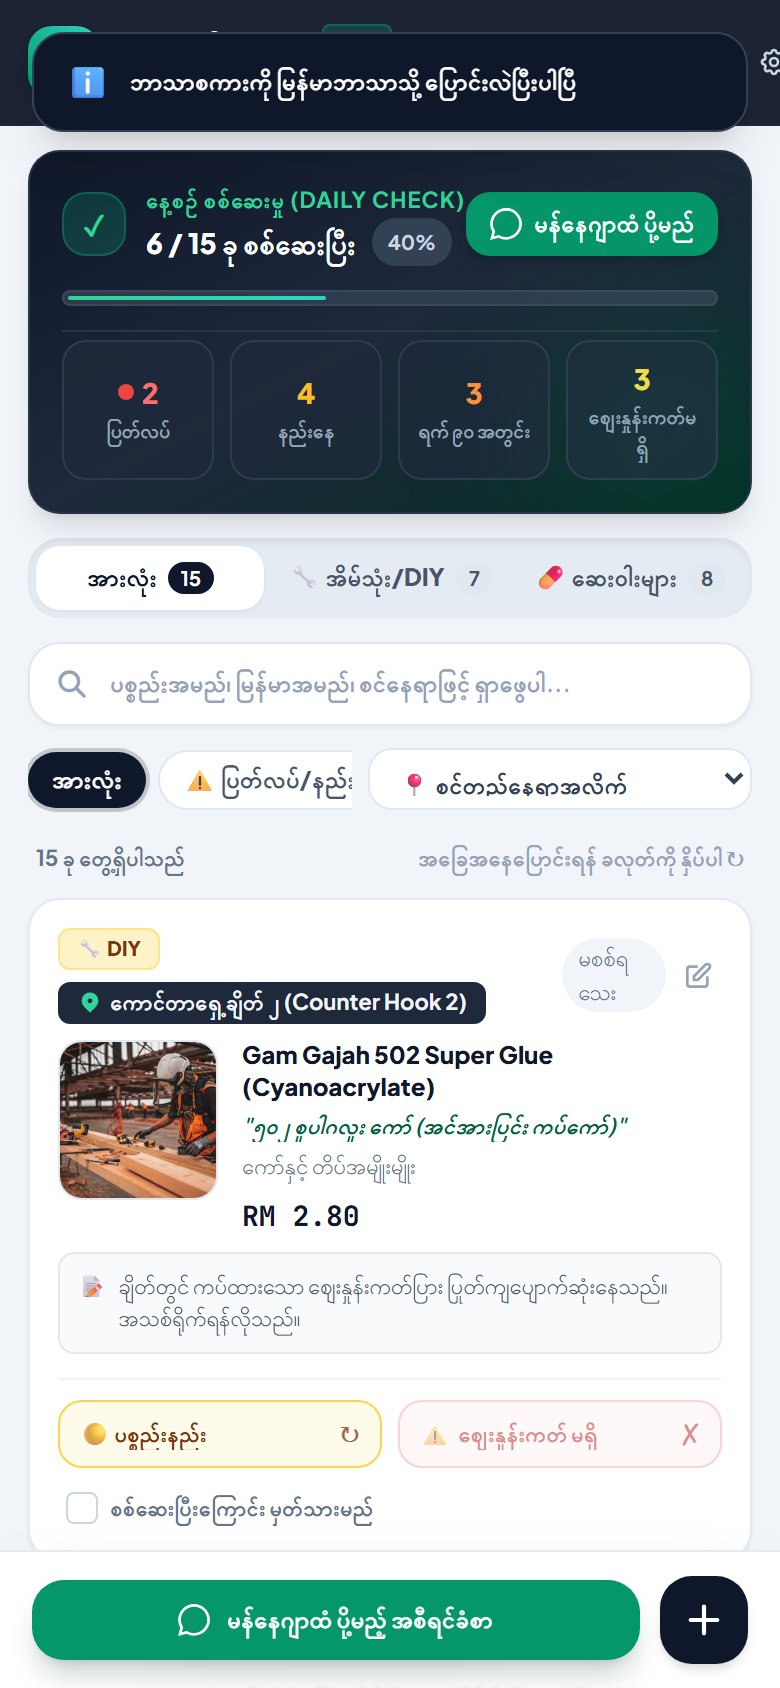 ဘာသာစကားကို မြန်မာဘာသာသို့ ပြောင်းလဲပြီးပါပြီ
နေ့စဉ် စစ်ဆေးမှု (DAILY CHECK)
6 / 15 ခု စစ်ဆေးပြီး
40%
မန်နေဂျာထံ ပို့မည်
2
ပြတ်လပ်
4
နည်းနေ
3
ရက် ၉၀ အတွင်း
3
ဈေးနှုန်းကတ်မ
ရှိ
အားလုံး 15
အိမ်သုံး/DIY 7
ဆေးဝါးများ 8
ပစ္စည်းအမည်၊ မြန်မာအမည်၊ စင်နေရာဖြင့် ရှာဖွေပါ...
အားလုံး
ပြတ်လပ်/နည်း
စင်တည်နေရာအလိုက်
15 ခု တွေ့ရှိပါသည်
အခြေအနေပြောင်းရန် ခလုတ်ကို နှိပ်ပါ ↻
DIY
မစစ်ရ
သေး
ကောင်တာရှေ့ချိတ် ၂ (Counter Hook 2)
Gam Gajah 502 Super Glue
(Cyanoacrylate)
"၅၀၂ စူပါဂလူး ကော် (အင်အားပြင်း ကပ်ကော်)"
ကော်နှင့် တိပ်အမျိုးမျိုး
RM 2.80
ချိတ်တွင် ကပ်ထားသော ဈေးနှုန်းကတ်ပြား ပြုတ်ကျပျောက်ဆုံးနေသည်။
အသစ်ရိုက်ရန်လိုသည်။
ပစ္စည်းနည်း ↻
ဈေးနှုန်းကတ် မရှိ ✗
စစ်ဆေးပြီးကြောင်း မှတ်သားမည်
မန်နေဂျာထံ ပို့မည့် အစီရင်ခံစာ